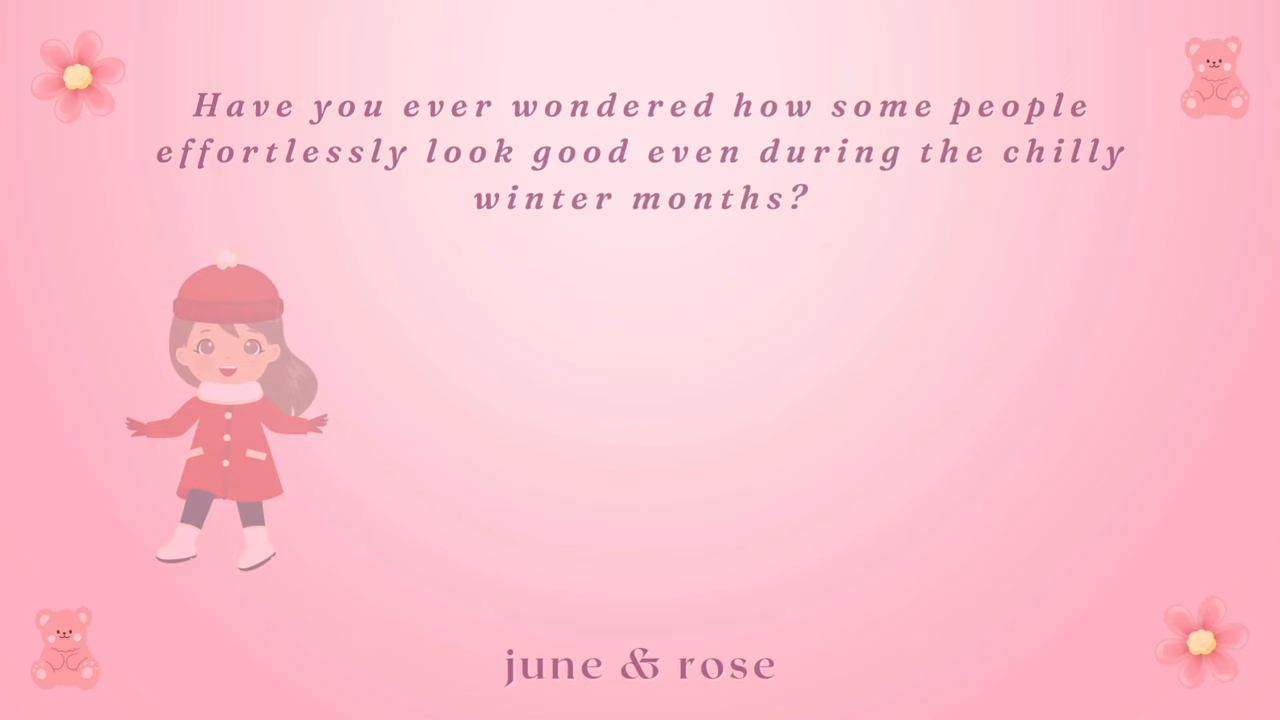 Have you ever wondered how some people
effortlessly look good even during the chilly
winter months?
june & rose